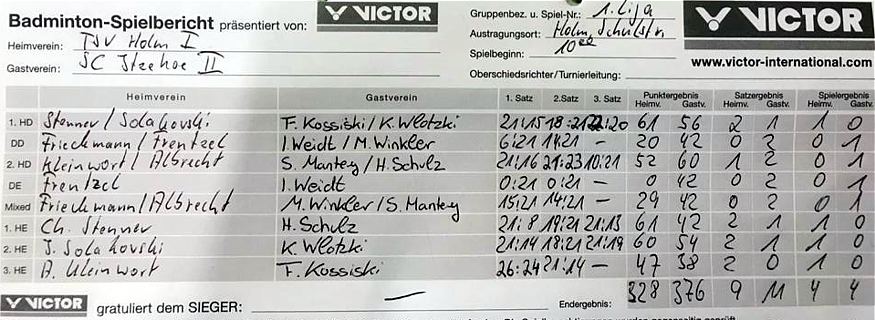 Badminton-Spielbericht präsentiert von: VICTOR Gruppenbez. u. Spiel-Nr.: 1. Liga VICTOR
Heimverein: TSV Holm I Austragungsort: Holm, Schulstr.
Gastverein: SC Itzehoe II Spielbeginn: 10 00 www.victor-international.com
Oberschiedsrichter/Turnierleitung:
Heimverein Gastverein 1. Satz 2. Satz 3. Satz Punktergebnis Heimv. Gastv. Satzergebnis Heimv. Gastv. Spielergebnis Heimv. Gastv.
1. HD Stenner/Solakovski F. Kossiski/K. Wlotzki 21:15 18:21 22:20 61 56 2 1 1 0
DD Frieckmann/Frentzel I. Weidt/M. Winkler 6:21 14:21 – 20 42 0 2 0 1
2. HD Kleinwort/Albrecht S. Mantey/H. Schulz 21:16 21:23 10:21 52 60 1 2 0 1
DE Frentzel I. Weidt 0:21 0:21 – 0 42 0 2 0 1
Mixed Frieckmann/Albrecht M. Winkler/S. Mantey 15:21 14:21 – 29 42 0 2 0 1
1. HE Ch. Stenner H. Schulz 21:8 19:21 21:13 61 42 2 1 1 0
2. HE J. Solakovski K. Wlotzki 21:14 18:21 21:19 60 54 2 1 1 0
3. HE A. Kleinwort F. Kossiski 26:24 21:14 – 47 38 2 0 1 0
VICTOR gratuliert dem SIEGER: — Endergebnis: 328 376 9 11 4 4